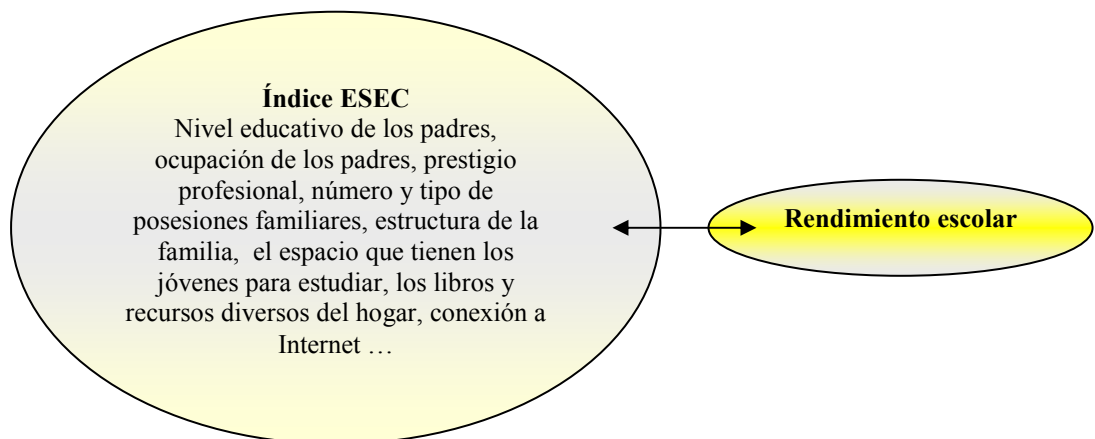 Índice ESEC
Nivel educativo de los padres,
ocupación de los padres, prestigio
profesional, número y tipo de
posesiones familiares, estructura de la
familia, el espacio que tienen los
jóvenes para estudiar, los libros y
recursos diversos del hogar, conexión a
Internet …
Rendimiento escolar